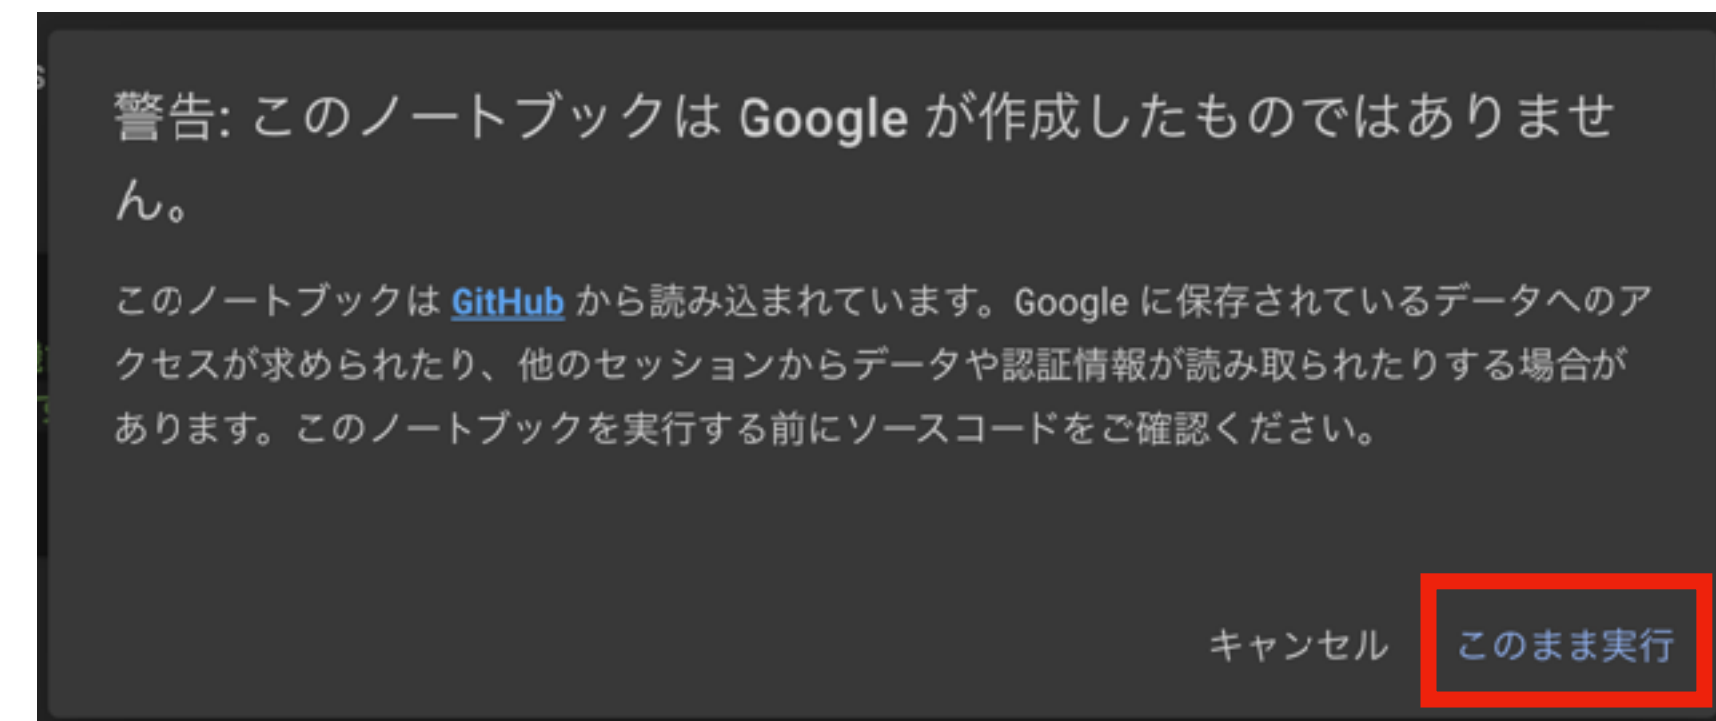 警告: このノートブックは Google が作成したものではありませ
ん。
このノートブックは GitHub から読み込まれています。Google に保存されているデータへのア
クセスが求められたり、他のセッションからデータや認証情報が読み取られたりする場合が
あります。このノートブックを実行する前にソースコードをご確認ください。
キャンセル このまま実行